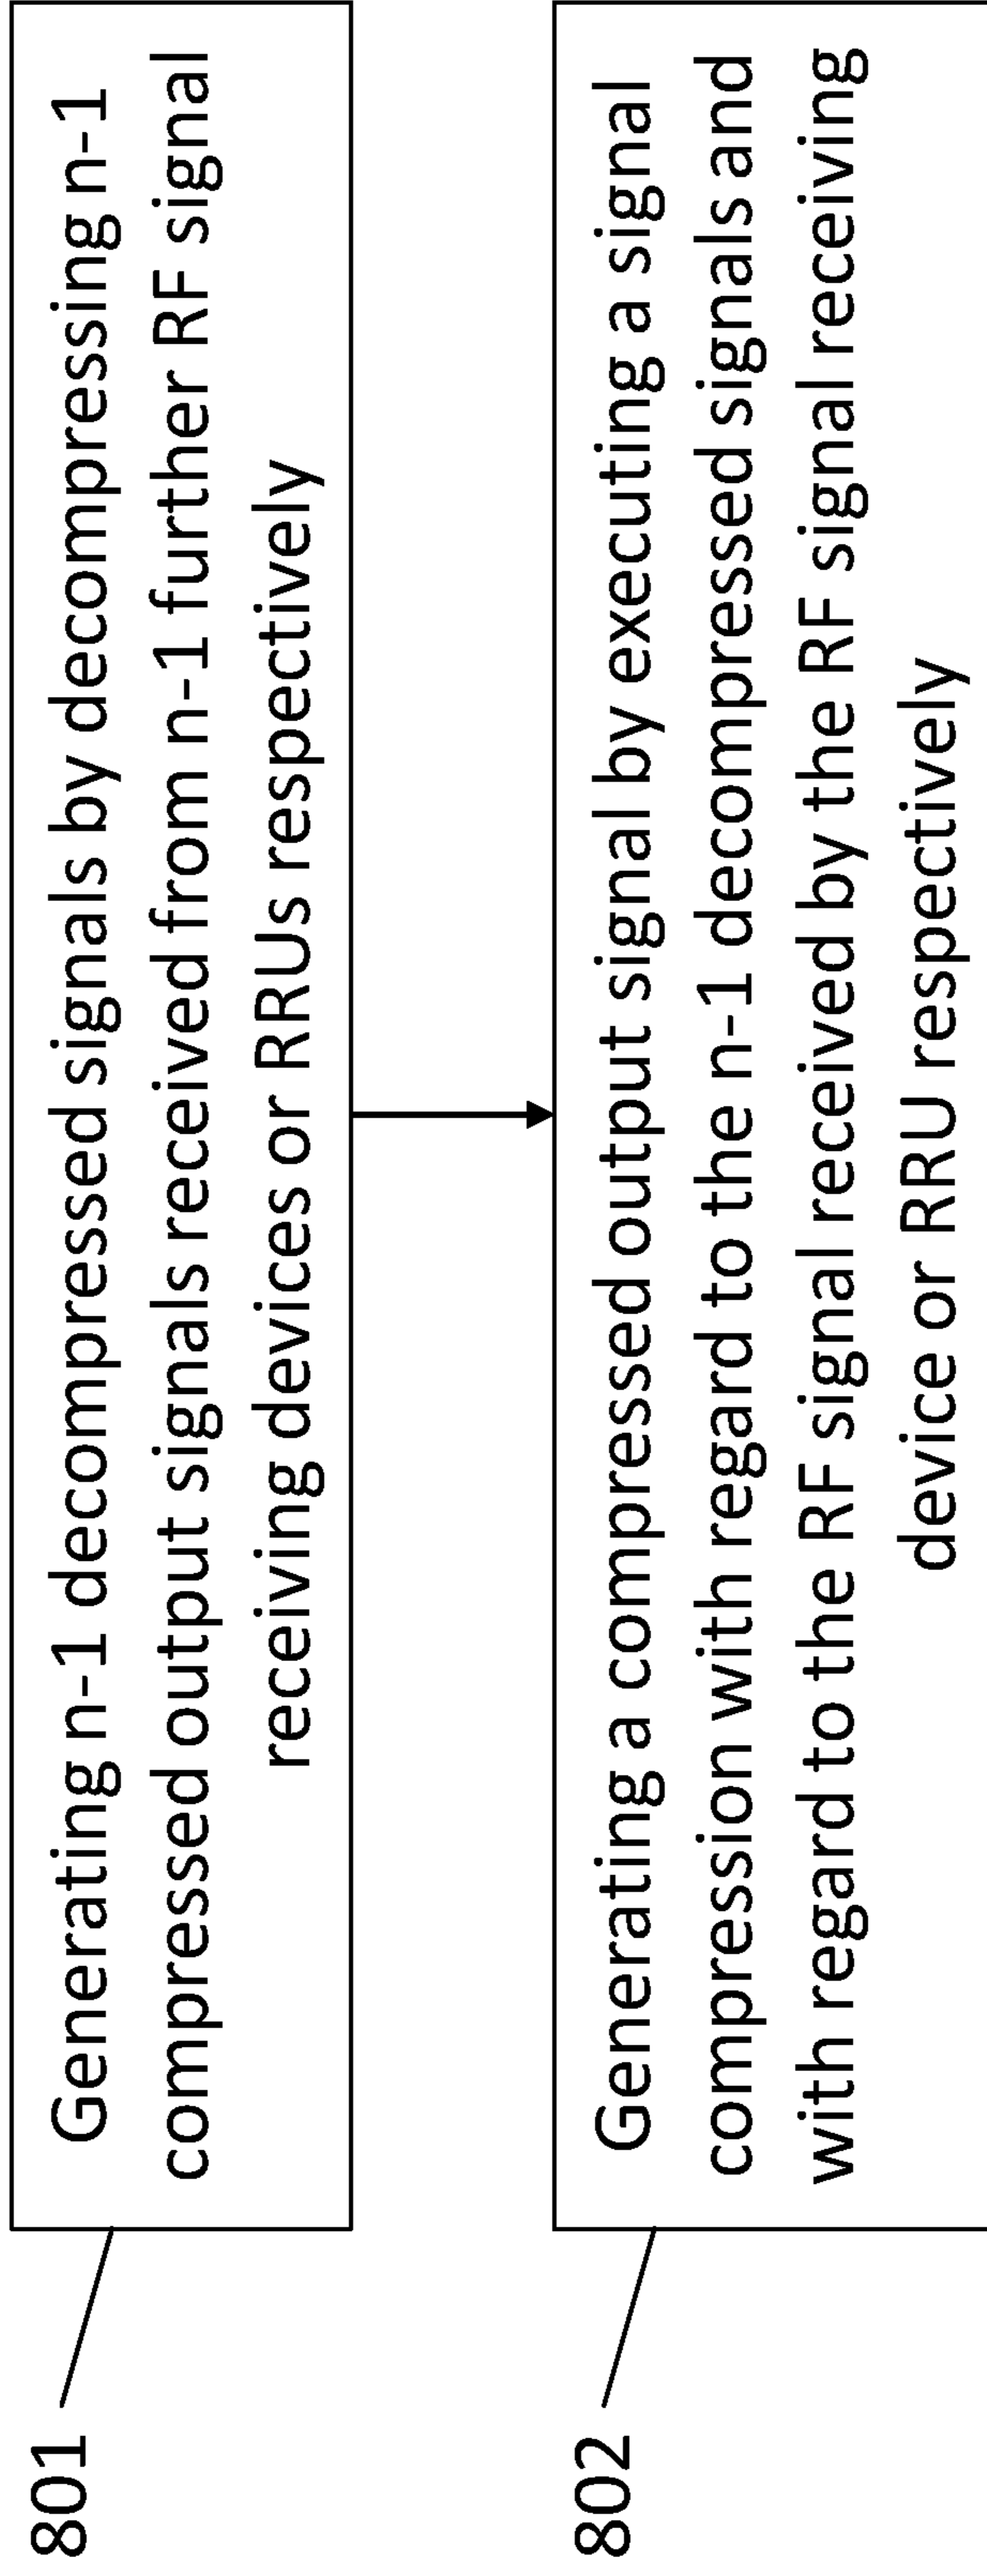 801
Generating n-1 decompressed signals by decompressing n-1
compressed output signals received from n-1 further RF signal
receiving devices or RRUs respectively
802
Generating a compressed output signal by executing a signal
compression with regard to the n-1 decompressed signals and
with regard to the RF signal received by the RF signal receiving
device or RRU respectively